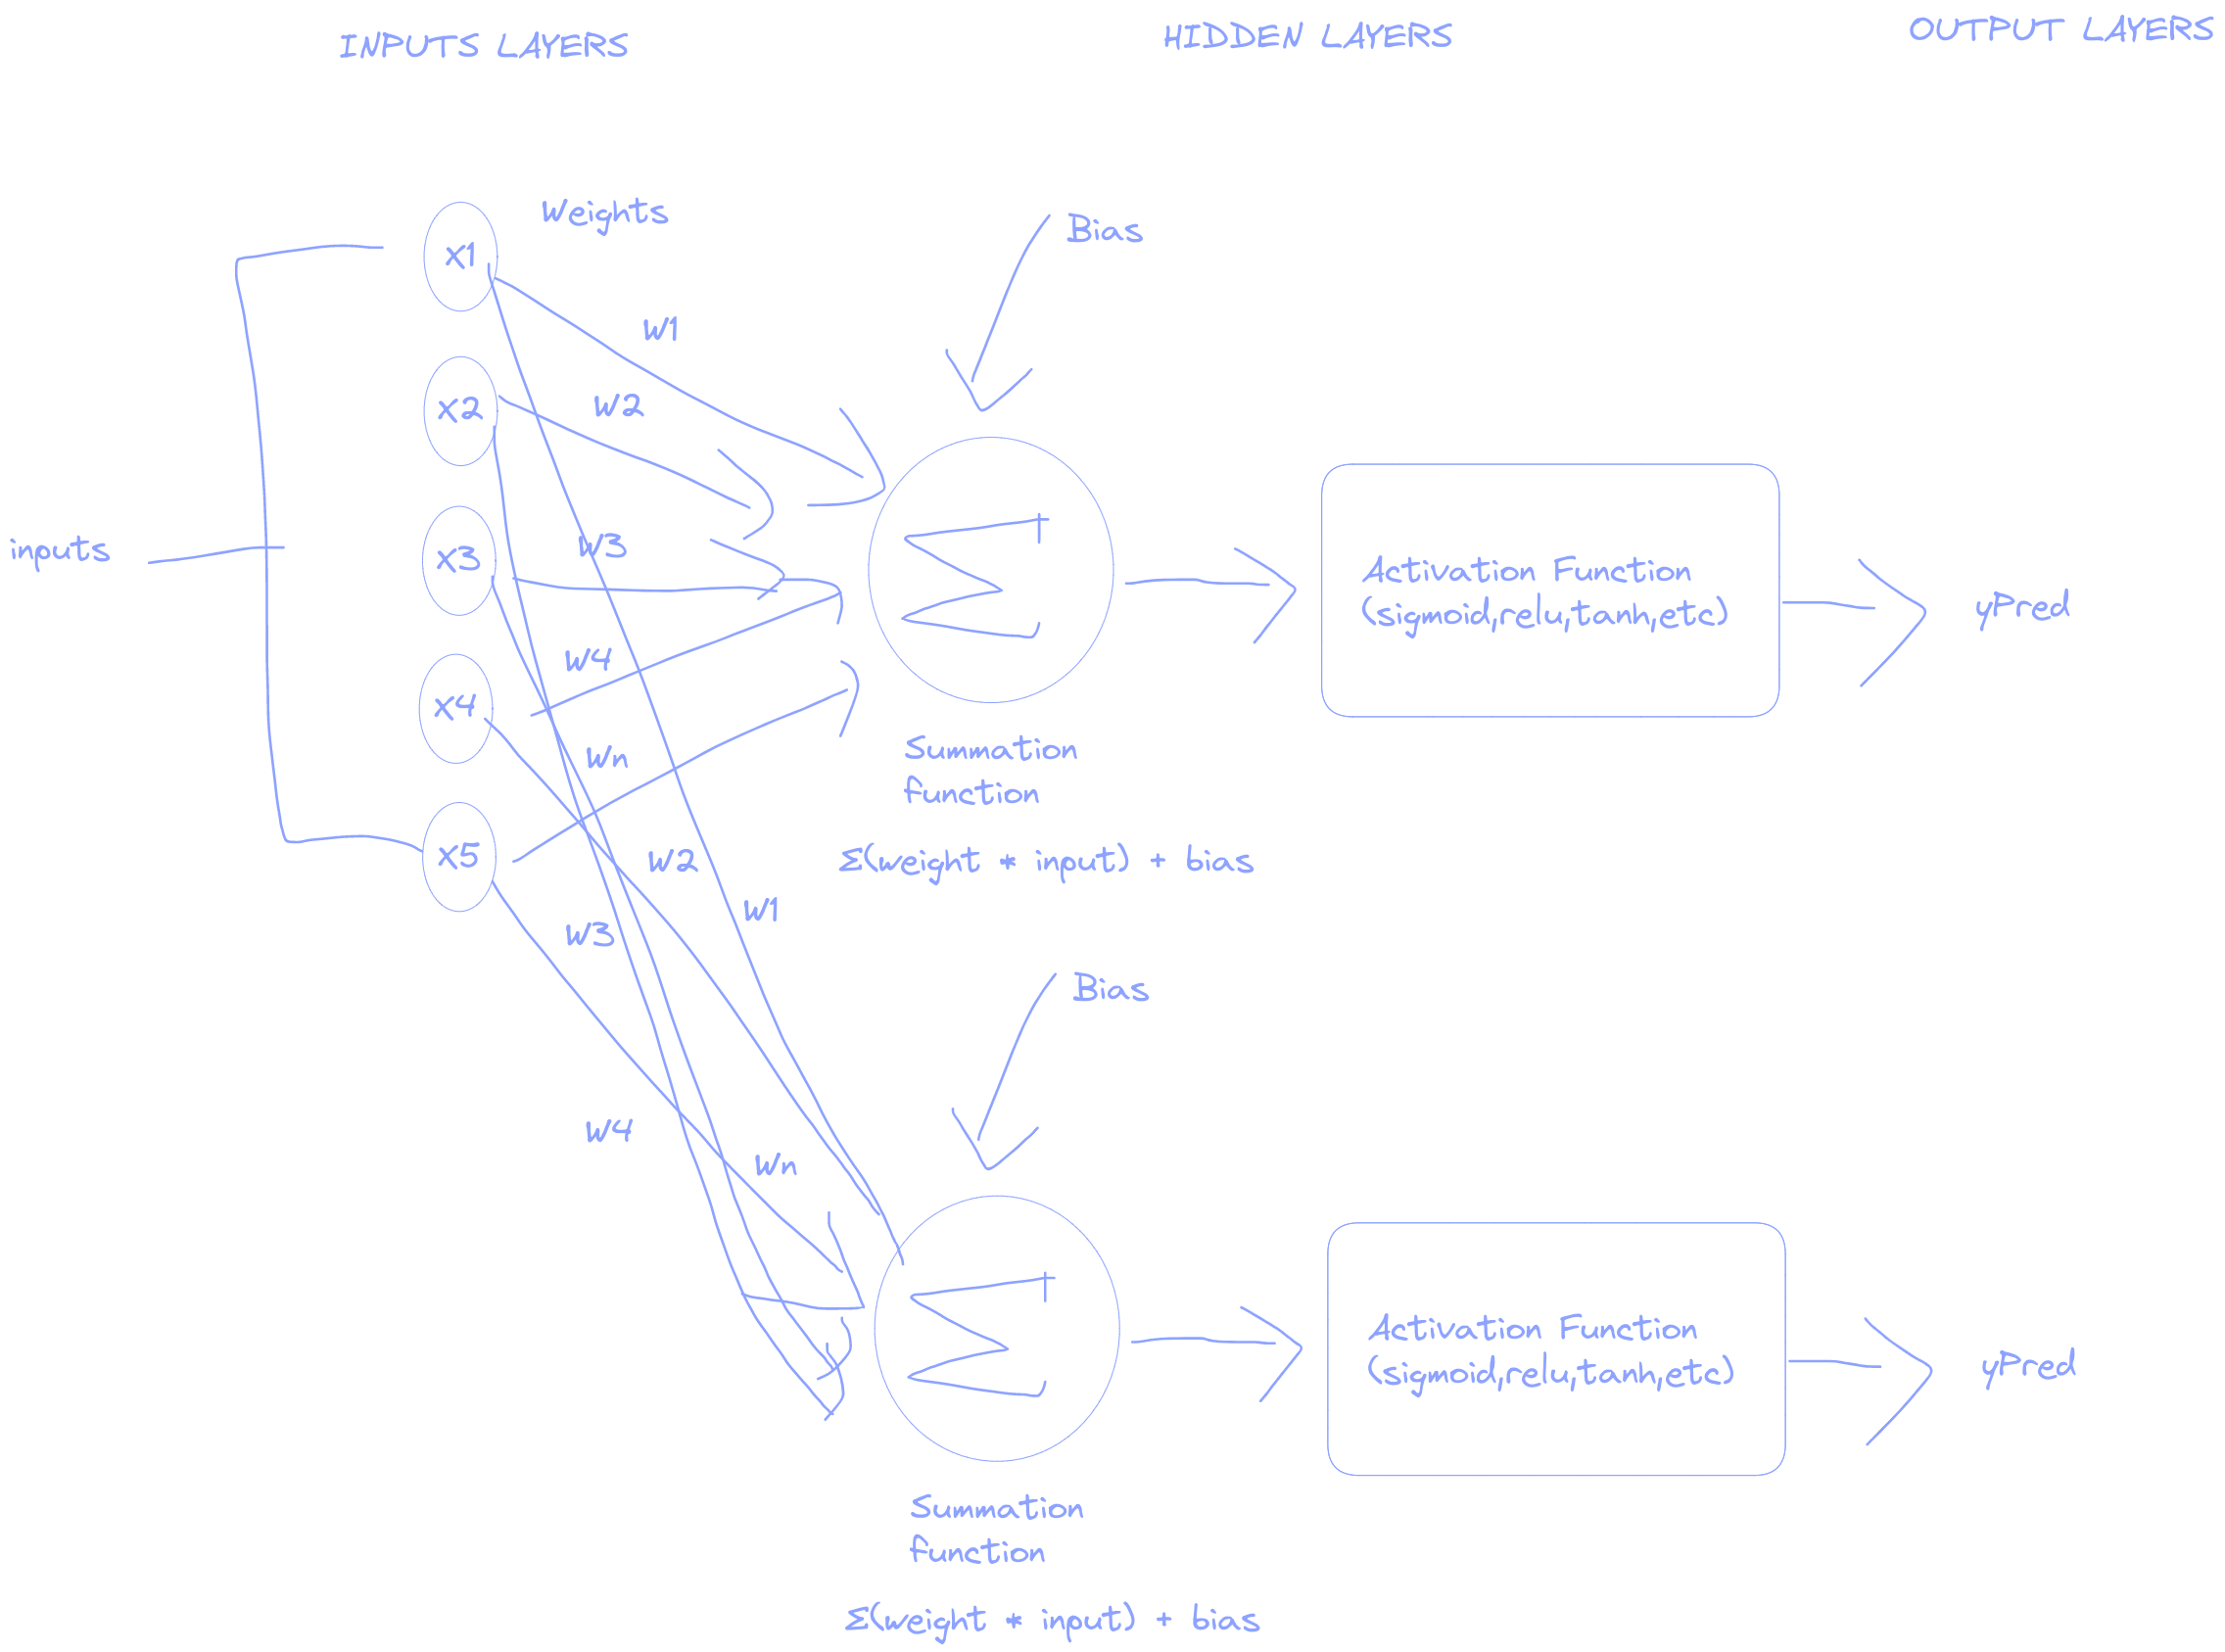 INPUTS LAYERS
HIDDEN LAYERS
OUTPUT LAYERS
Weights
Bias
x1
W1
X2
W2
inputs
X3
W3
Activation Function
(sigmoid,relu,tanh,etc)
yPred
X4
W4
Wn
Summation
function
X5
W2
Σ(weight * input) + bias
W1
W3
Bias
W4
Wn
Activation Function
(sigmoid,relu,tanh,etc)
yPred
Summation
function
Σ(weight * input) + bias